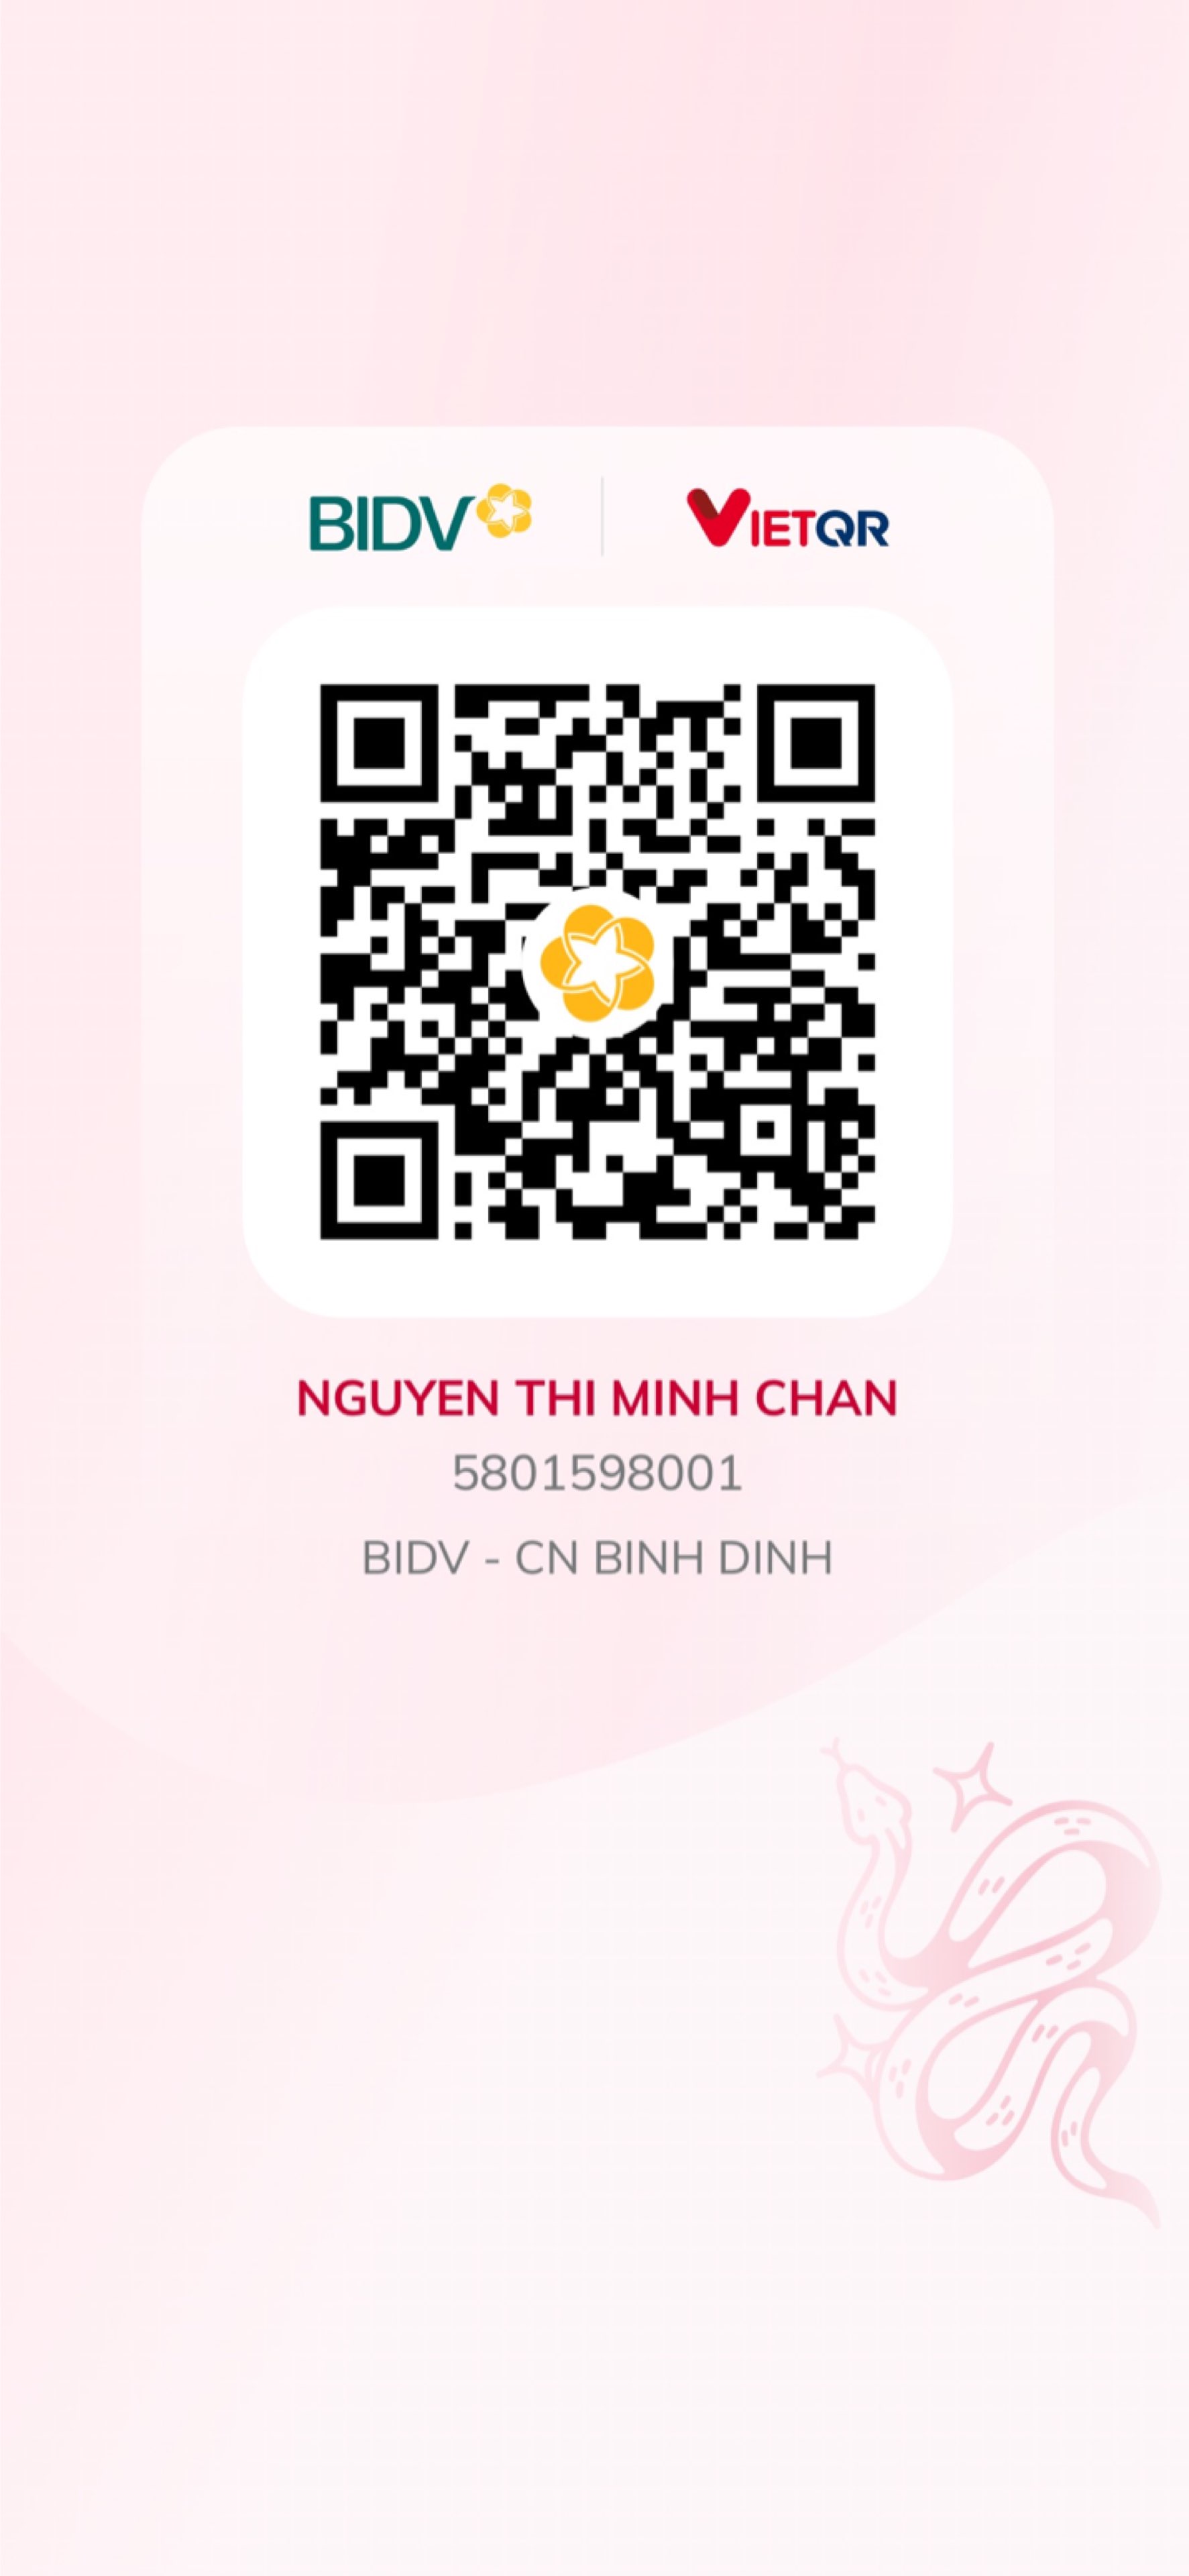 BIDV
VIETQR
NGUYEN THI MINH CHAN
5801598001
BIDV - CN BINH DINH